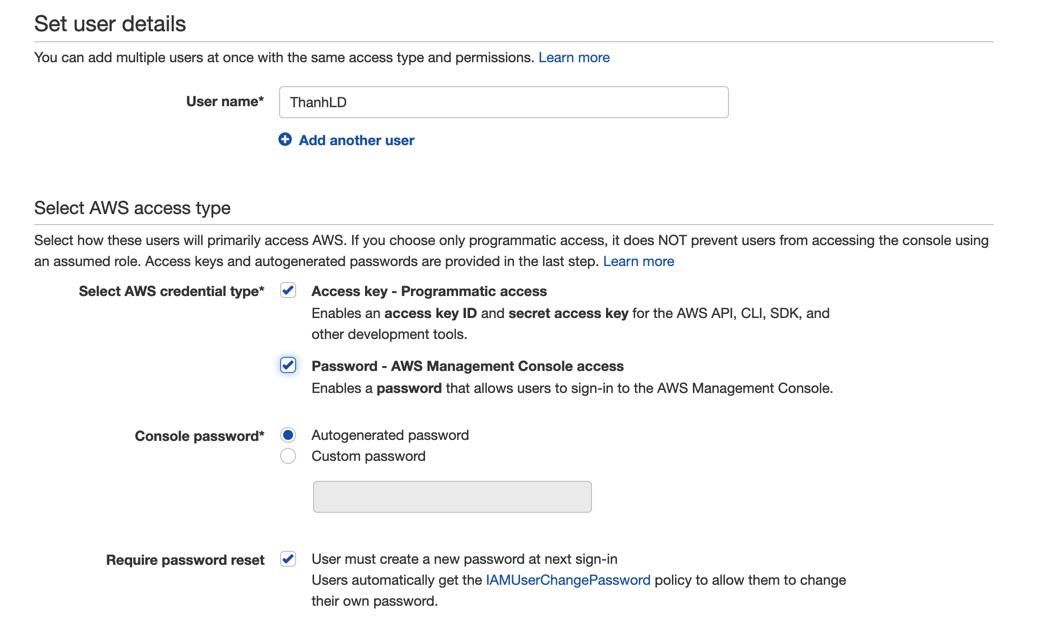 Set user details
You can add multiple users at once with the same access type and permissions. Learn more
User name*
ThanhLD
Add another user
Select AWS access type
Select how these users will primarily access AWS. If you choose only programmatic access, it does NOT prevent users from accessing the console using
an assumed role. Access keys and autogenerated passwords are provided in the last step. Learn more
Select AWS credential type*
Access key - Programmatic access
Enables an access key ID and secret access key for the AWS API, CLI, SDK, and
other development tools.
Password - AWS Management Console access
Enables a password that allows users to sign-in to the AWS Management Console.
Console password*
Autogenerated password
Custom password
Require password reset
User must create a new password at next sign-in
Users automatically get the IAMUserChangePassword policy to allow them to change
their own password.